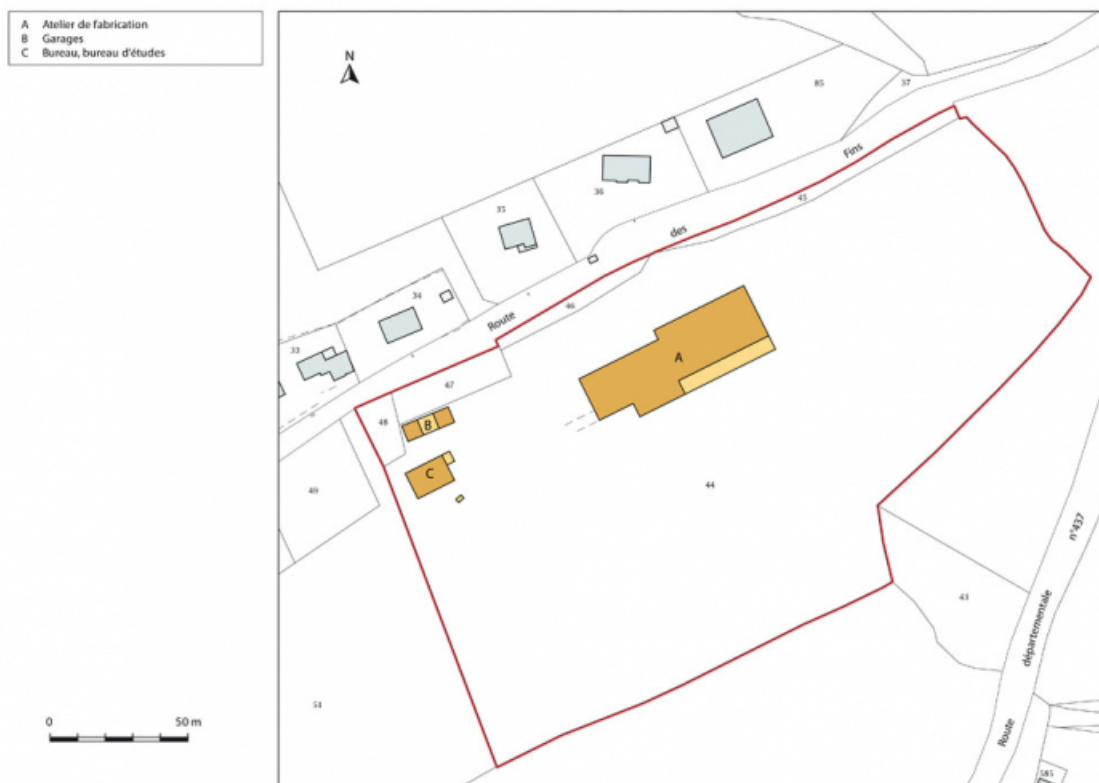 A Atelier de fabrication
B Garages
C Bureau, bureau d'études
N
85
37
Fins
36
45
35
des
34
46
Route
33
A
47
48
B
C
49
44
n°437
43
départementale
51
0 50 m
Route
585